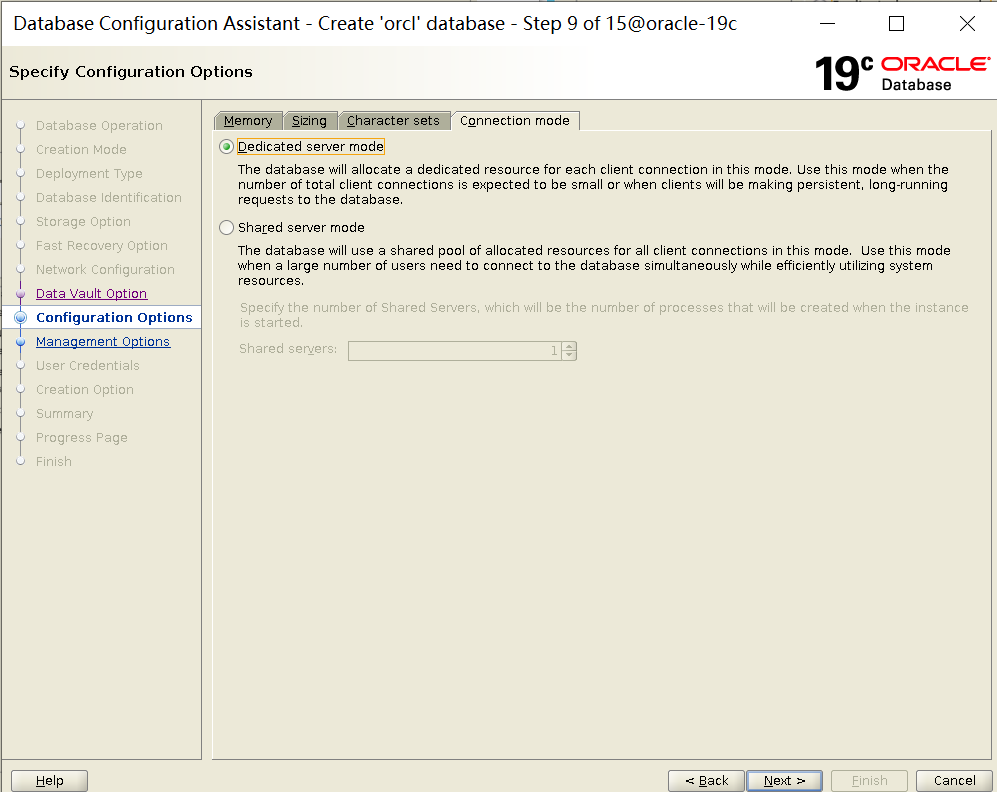 Database Configuration Assistant - Create 'orcl' database - Step 9 of 15@oracle-19c
Specify Configuration Options
19c ORACLE
Database
Database Operation
Creation Mode
Deployment Type
Database Identification
Storage Option
Fast Recovery Option
Network Configuration
Data Vault Option
Configuration Options
Management Options
User Credentials
Creation Option
Summary
Progress Page
Finish
Memory Sizing Character sets Connection mode
Dedicated server mode
The database will allocate a dedicated resource for each client connection in this mode. Use this mode when the
number of total client connections is expected to be small or when clients will be making persistent, long-running
requests to the database.
Shared server mode
The database will use a shared pool of allocated resources for all client connections in this mode.  Use this mode
when a large number of users need to connect to the database simultaneously while efficiently utilizing system
resources.
Specify the number of Shared Servers, which will be the number of processes that will be created when the instance
is started.
Shared servers: 1
Help < Back Next > Finish Cancel